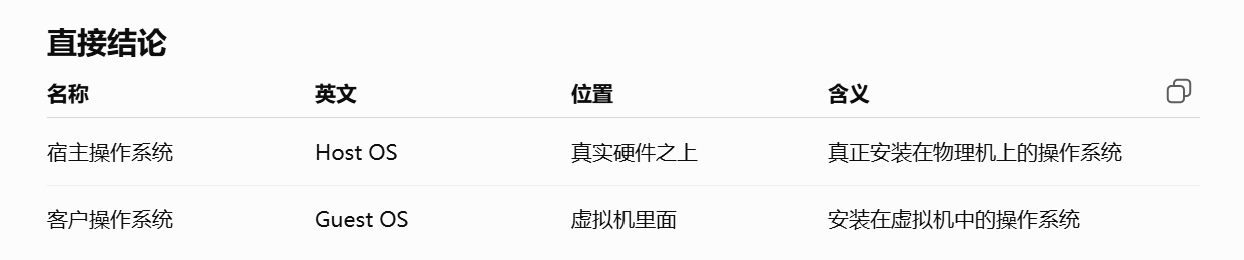 直接结论
名称 英文 位置 含义
宿主操作系统 Host OS 真实硬件之上 真正安装在物理机上的操作系统
客户操作系统 Guest OS 虚拟机里面 安装在虚拟机中的操作系统